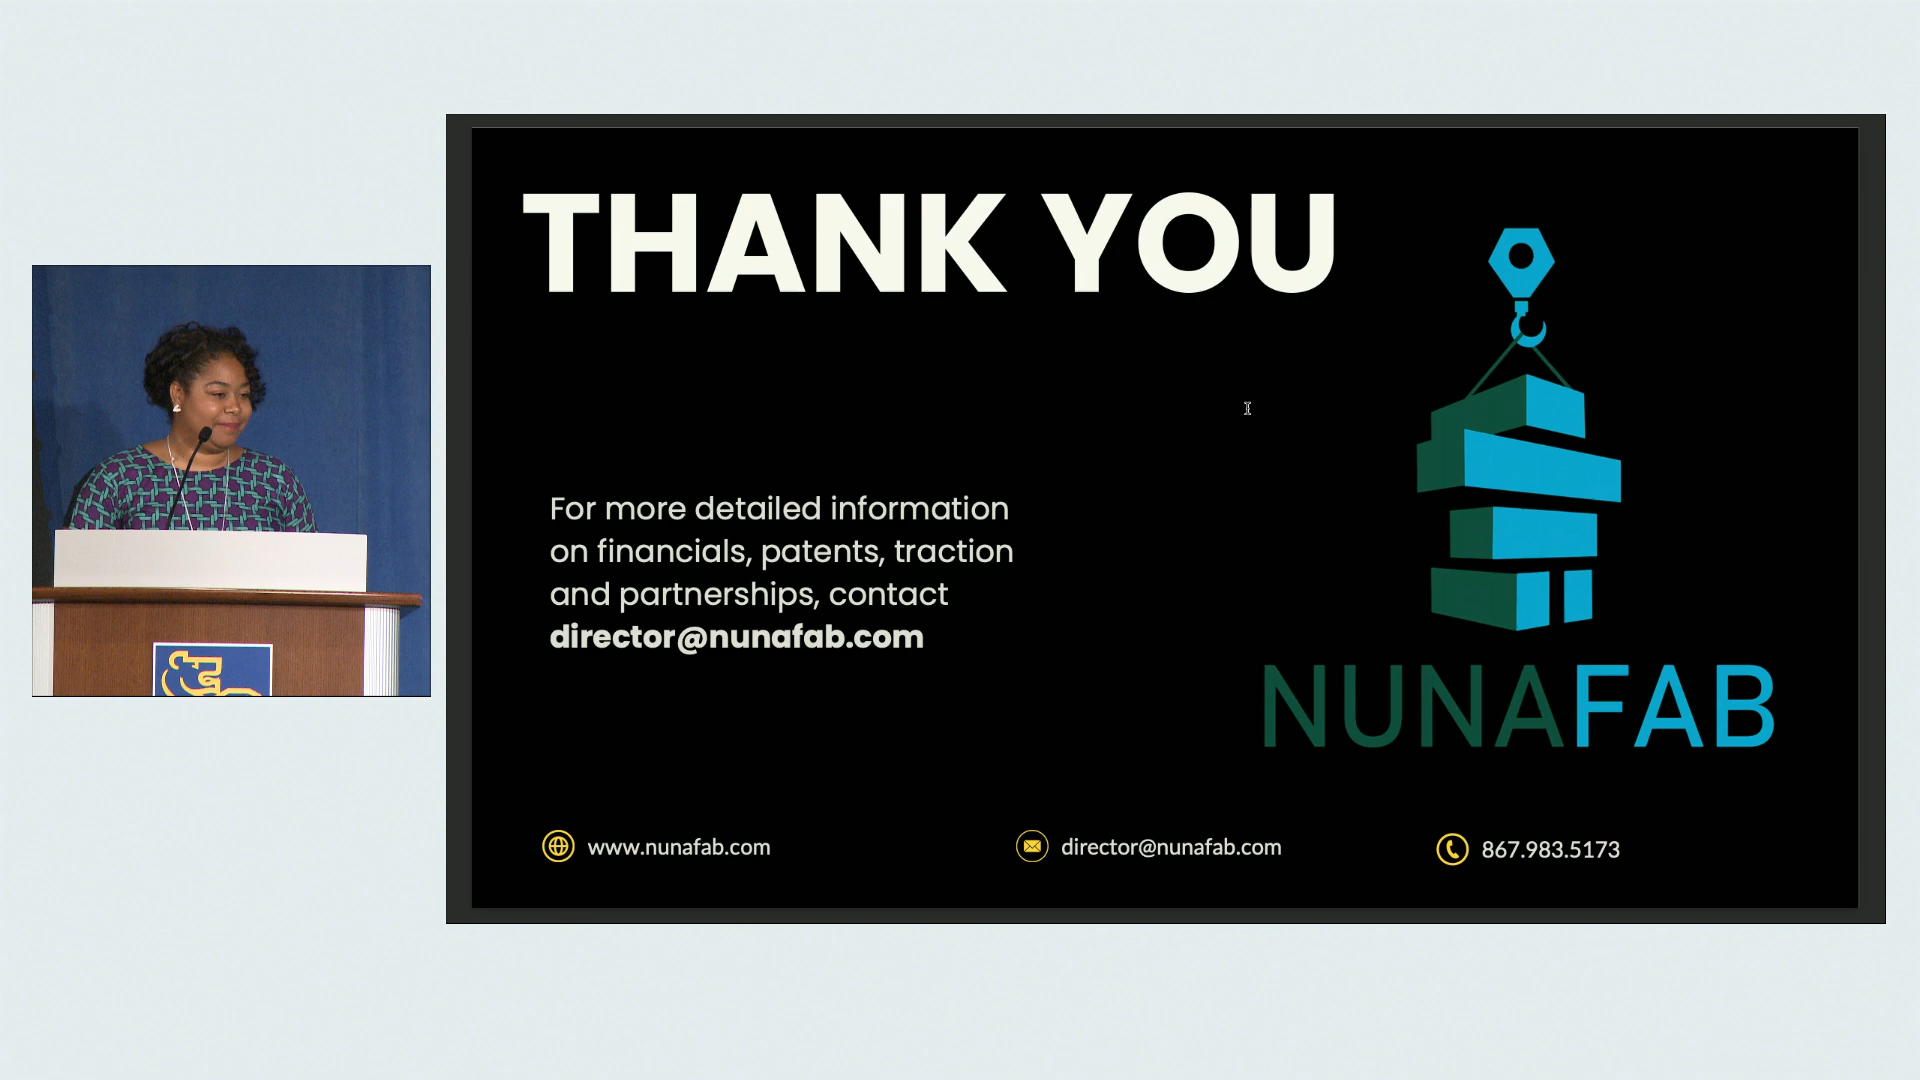 THANK YOU
For more detailed information
on financials, patents, traction
and partnerships, contact
director@nunafab.com
NUNAFAB
www.nunafab.com
director@nunafab.com
867.983.5173